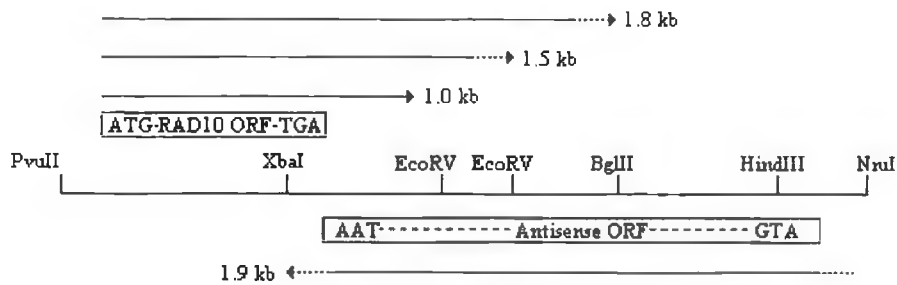 1.8 kb
1.5 kb
1.0 kb
ATG-RAD10 ORF-TGA
PvuII XbaI EcoRV EcoRV BglII HindIII NruI
AAT Antisense ORF GTA
1.9 kb